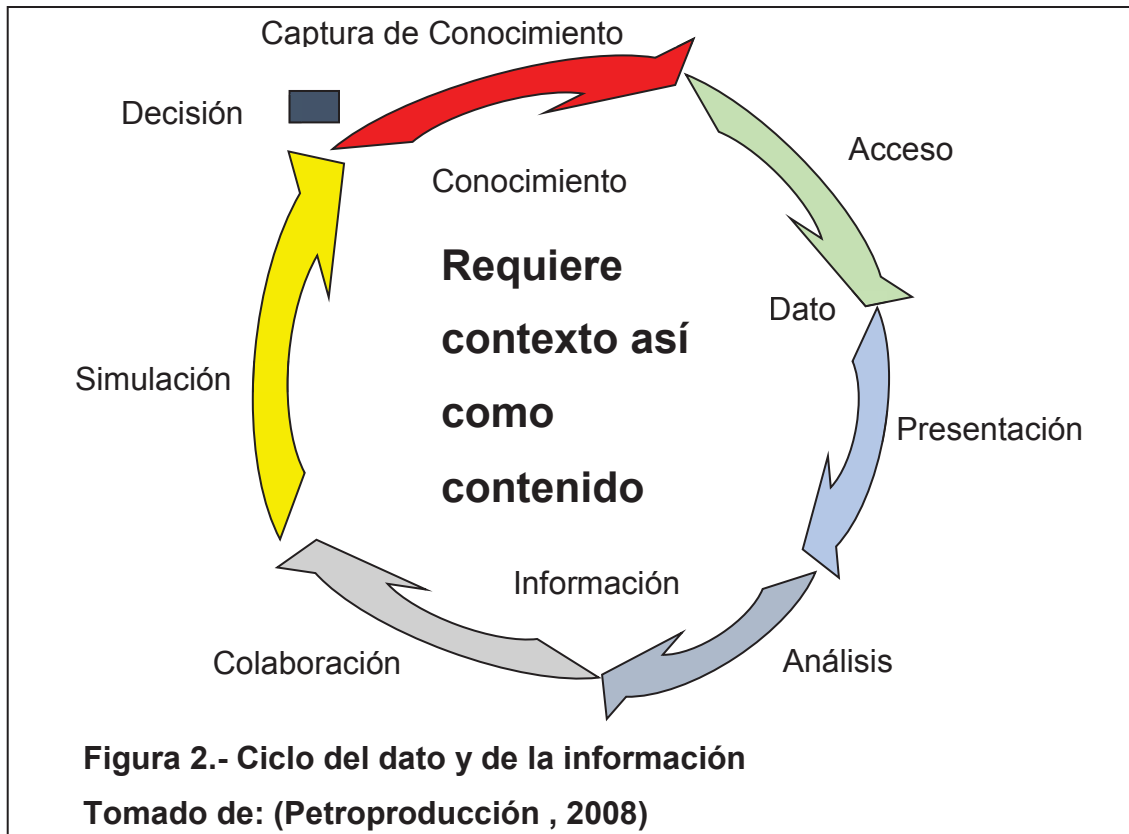 Captura de Conocimiento
Decisión
Acceso
Conocimiento
Requiere
contexto así
como
contenido
Dato
Simulación
Presentación
Información
Colaboración
Análisis
Figura 2.- Ciclo del dato y de la información
Tomado de: (Petroproducción , 2008)